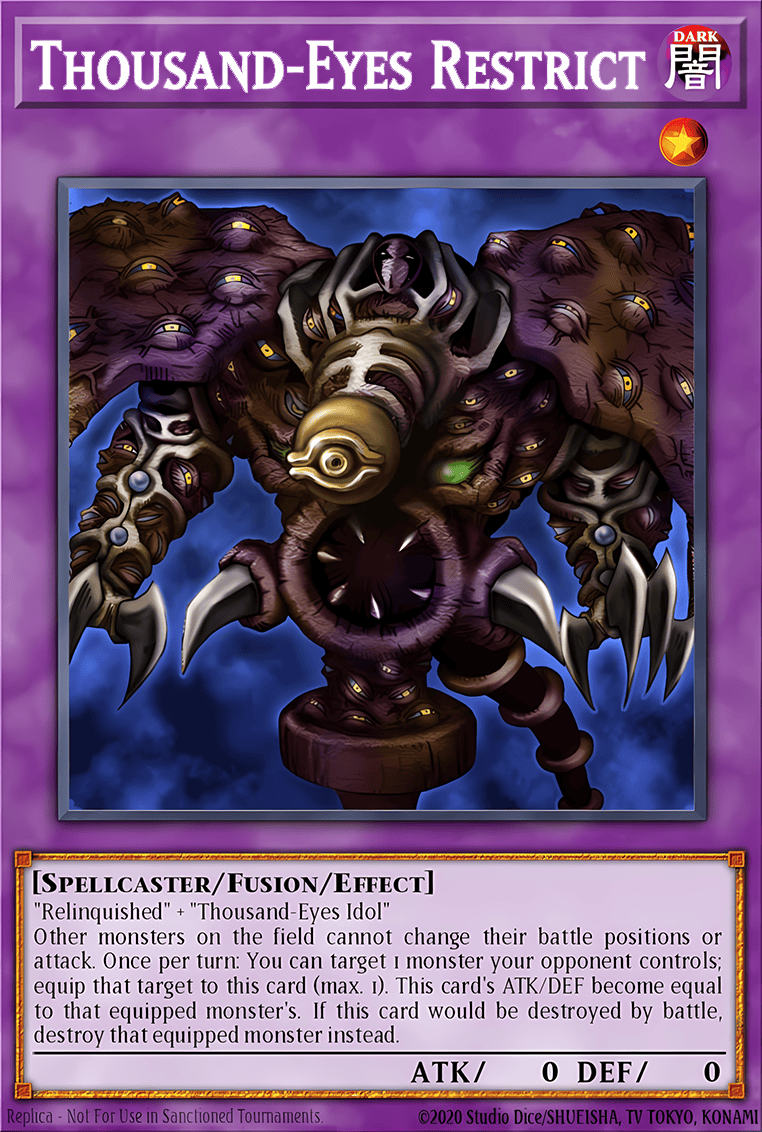 Thousand-Eyes Restrict
DARK
闇
[Spellcaster/Fusion/Effect]
"Relinquished" + "Thousand-Eyes Idol"
Other monsters on the field cannot change their battle positions or
attack. Once per turn: You can target 1 monster your opponent controls;
equip that target to this card (max. 1). This card's ATK/DEF become equal
to that equipped monster's. If this card would be destroyed by battle,
destroy that equipped monster instead.
ATK/ 0 DEF/ 0
Replica - Not For Use in Sanctioned Tournaments. ©2020 Studio Dice/SHUEISHA, TV TOKYO, KONAMI